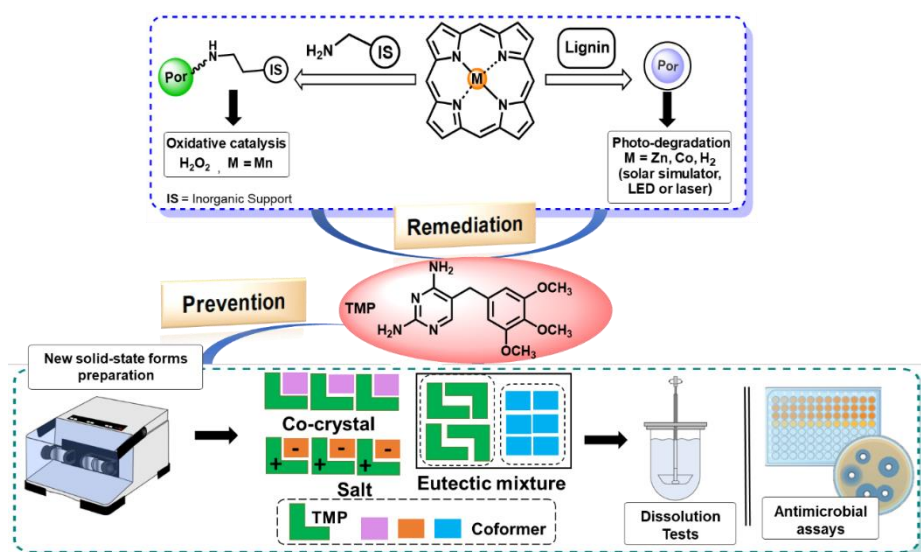 H
N
H₂N
IS
Lignin
Por
IS
N
N
M
N
N
Por
Oxidative catalysis
H₂O₂ , M = Mn
Photo-degradation
M = Zn, Co, H₂
(solar simulator,
LED or laser)
IS = Inorganic Support
Remediation
Prevention
TMP
NH₂
N
H₂N
N
OCH₃
OCH₃
OCH₃
New solid-state forms
preparation
Co-crystal
- - -
+ + +
Salt
Eutectic mixture
TMP
Coformer
Dissolution
Tests
Antimicrobial
assays